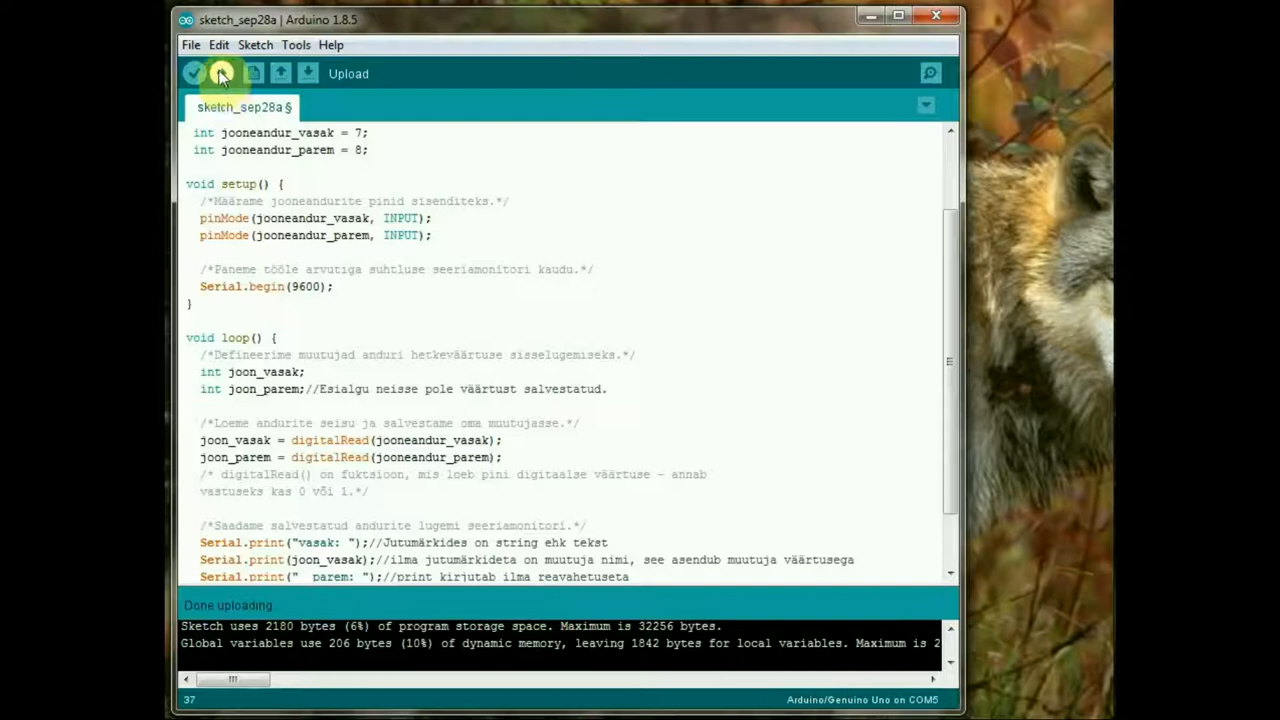 sketch_sep28a | Arduino 1.8.5
File Edit Sketch Tools Help
Upload
sketch_sep28a §
int jooneandur_vasak = 7;
int jooneandur_parem = 8;
void setup() {
/*Määrame jooneandurite pinid sisenditeks.*/
pinMode(jooneandur_vasak, INPUT);
pinMode(jooneandur_parem, INPUT);
/*Paneme tööle arvutiga suhtluse seeriamonitori kaudu.*/
Serial.begin(9600);
}
void loop() {
/*Defineerime muutujad anduri hetkeväärtuse sisselugemiseks.*/
int joon_vasak;
int joon_parem;//Esialgu neisse pole väärtust salvestatud.
/*Loeme andurite seisu ja salvestame oma muutujasse.*/
joon_vasak = digitalRead(jooneandur_vasak);
joon_parem = digitalRead(jooneandur_parem);
/* digitalRead() on fuktsioon, mis loeb pini digitaalse väärtuse - annab
vastuseks kas 0 või 1.*/
/*Saadame salvestatud andurite lugemi seeriamonitori.*/
Serial.print("vasak: ");//Jutumärkides on string ehk tekst
Serial.print(joon_vasak);//ilma jutumärkideta on muutuja nimi, see asendub muutuja väärtusega
Serial.print("  parem: ");//print kirjutab ilma reavahetuseta
Done uploading.
Sketch uses 2180 bytes (6%) of program storage space. Maximum is 32256 bytes.
Global variables use 206 bytes (10%) of dynamic memory, leaving 1842 bytes for local variables. Maximum is 2
37
Arduino/Genuino Uno on COM5